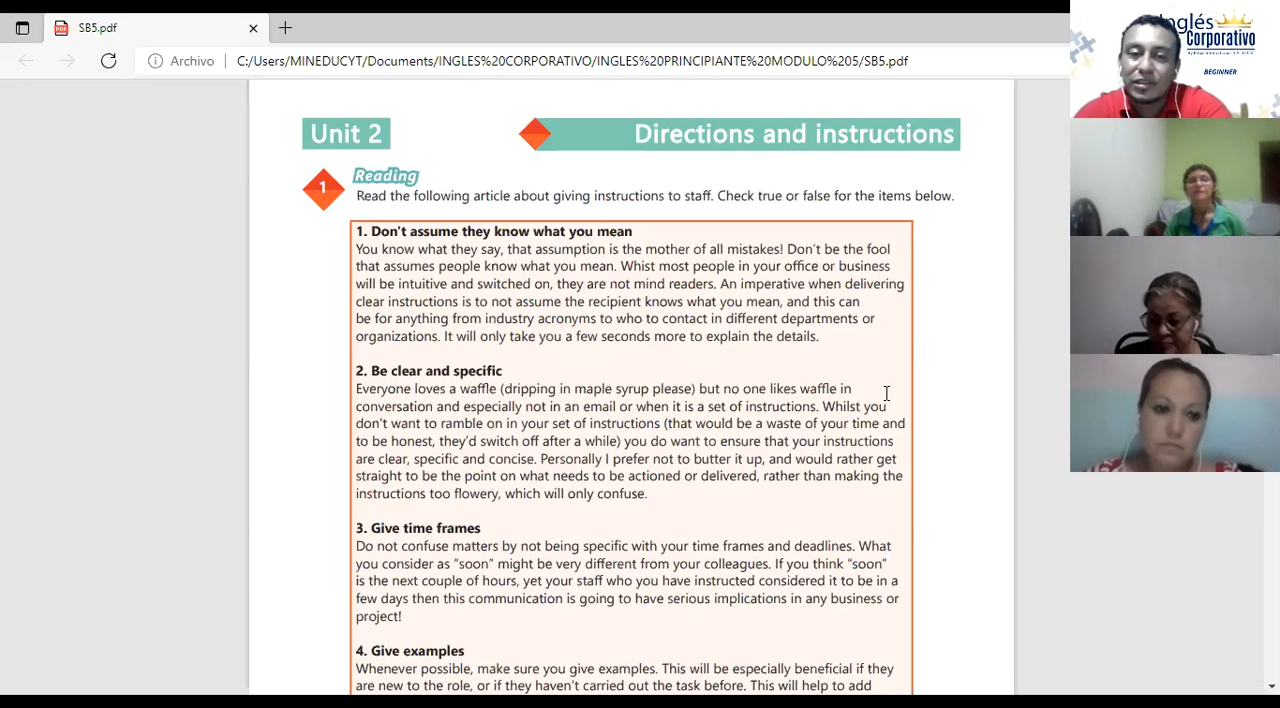 SB5.pdf
Archivo
C:/Users/MINEDUCYT/Documents/INGLES%20CORPORATIVO/INGLES%20PRINCIPIANTE%20MODULO%205/SB5.pdf
Unit 2
Directions and instructions
1
Reading
Read the following article about giving instructions to staff. Check true or false for the items below.
1. Don't assume they know what you mean
You know what they say, that assumption is the mother of all mistakes! Don't be the fool
that assumes people know what you mean. Whist most people in your office or business
will be intuitive and switched on, they are not mind readers. An imperative when delivering
clear instructions is to not assume the recipient knows what you mean, and this can
be for anything from industry acronyms to who to contact in different departments or
organizations. It will only take you a few seconds more to explain the details.
2. Be clear and specific
Everyone loves a waffle (dripping in maple syrup please) but no one likes waffle in
conversation and especially not in an email or when it is a set of instructions. Whilst you
don't want to ramble on in your set of instructions (that would be a waste of your time and
to be honest, they'd switch off after a while) you do want to ensure that your instructions
are clear, specific and concise. Personally I prefer not to butter it up, and would rather get
straight to be the point on what needs to be actioned or delivered, rather than making the
instructions too flowery, which will only confuse.
3. Give time frames
Do not confuse matters by not being specific with your time frames and deadlines. What
you consider as "soon" might be very different from your colleagues. If you think "soon"
is the next couple of hours, yet your staff who you have instructed considered it to be in a
few days then this communication is going to have serious implications in any business or
project!
4. Give examples
Whenever possible, make sure you give examples. This will be especially beneficial if they
are new to the role, or if they haven't carried out the task before. This will help to add
Inglés
Corporativo
BEGINNER